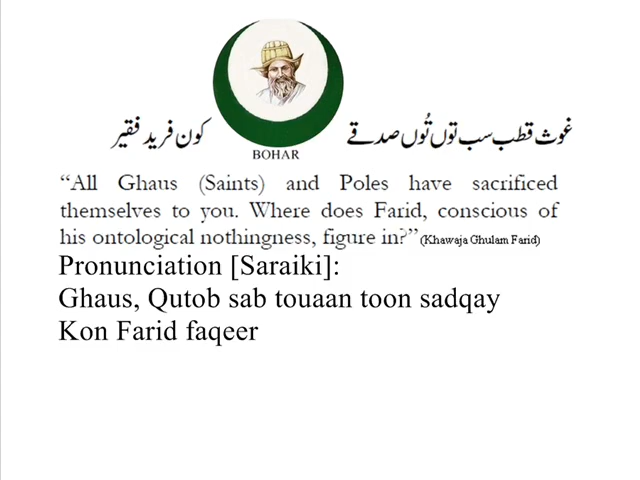 غوث قطب سب توں تُوں صدقے کون فرید فقیر
BOHAR
“All Ghaus (Saints) and Poles have sacrificed
themselves to you. Where does Farid, conscious of
his ontological nothingness, figure in?” (Khawaja Ghulam Farid)
Pronunciation [Saraiki]:
Ghaus, Qutob sab touaan toon sadqay
Kon Farid faqeer